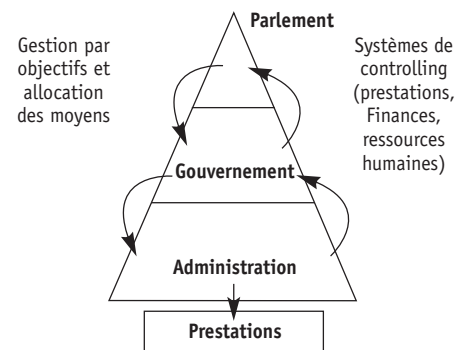 Parlement
Gestion par
objectifs et
allocation
des moyens
Systèmes de
controlling
(prestations,
Finances,
ressources
humaines)
Gouvernement
Administration
Prestations